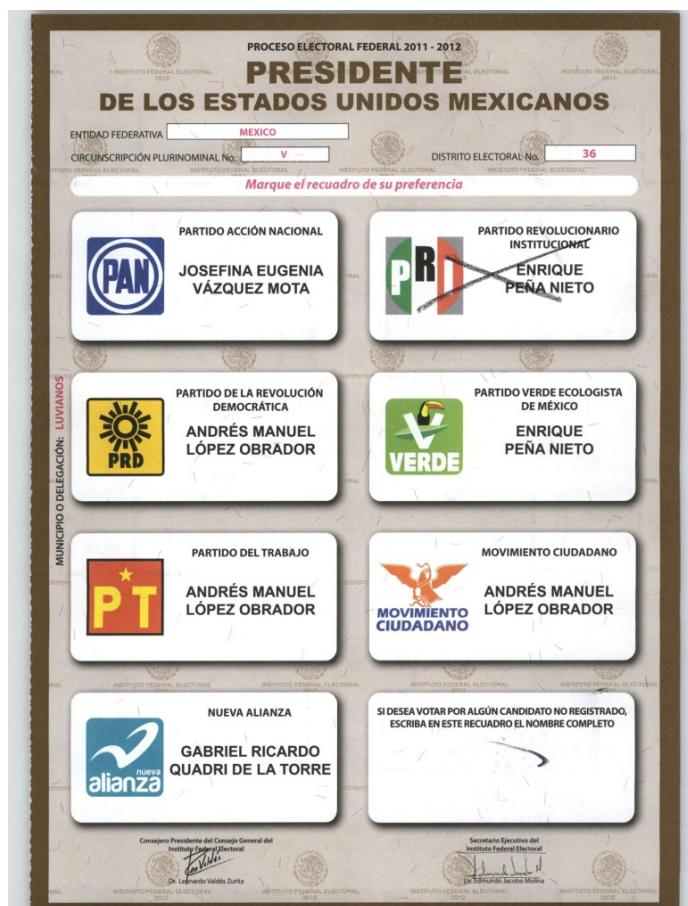 PROCESO ELECTORAL FEDERAL 2011 - 2012
PRESIDENTE
DE LOS ESTADOS UNIDOS MEXICANOS
ENTIDAD FEDERATIVA MEXICO
CIRCUNSCRIPCIÓN PLURINOMINAL No. V
DISTRITO ELECTORAL No. 36
Marque el recuadro de su preferencia
MUNICIPIO O DELEGACIÓN: LUVIANOS
PAN
PARTIDO ACCIÓN NACIONAL
JOSEFINA EUGENIA
VÁZQUEZ MOTA
PRI
PARTIDO REVOLUCIONARIO
INSTITUCIONAL
ENRIQUE
PEÑA NIETO
PRD
PARTIDO DE LA REVOLUCIÓN
DEMOCRÁTICA
ANDRÉS MANUEL
LÓPEZ OBRADOR
VERDE
PARTIDO VERDE ECOLOGISTA
DE MÉXICO
ENRIQUE
PEÑA NIETO
PT
PARTIDO DEL TRABAJO
ANDRÉS MANUEL
LÓPEZ OBRADOR
MOVIMIENTO
CIUDADANO
MOVIMIENTO CIUDADANO
ANDRÉS MANUEL
LÓPEZ OBRADOR
nueva
alianza
NUEVA ALIANZA
GABRIEL RICARDO
QUADRI DE LA TORRE
SI DESEA VOTAR POR ALGÚN CANDIDATO NO REGISTRADO,
ESCRIBA EN ESTE RECUADRO EL NOMBRE COMPLETO
Consejero Presidente del Consejo General del
Instituto Federal Electoral
Dr. Leonardo Valdés Zurita
Secretario Ejecutivo del
Instituto Federal Electoral
Lic. Edmundo Jacobo Molina
INSTITUTO FEDERAL ELECTORAL
2012